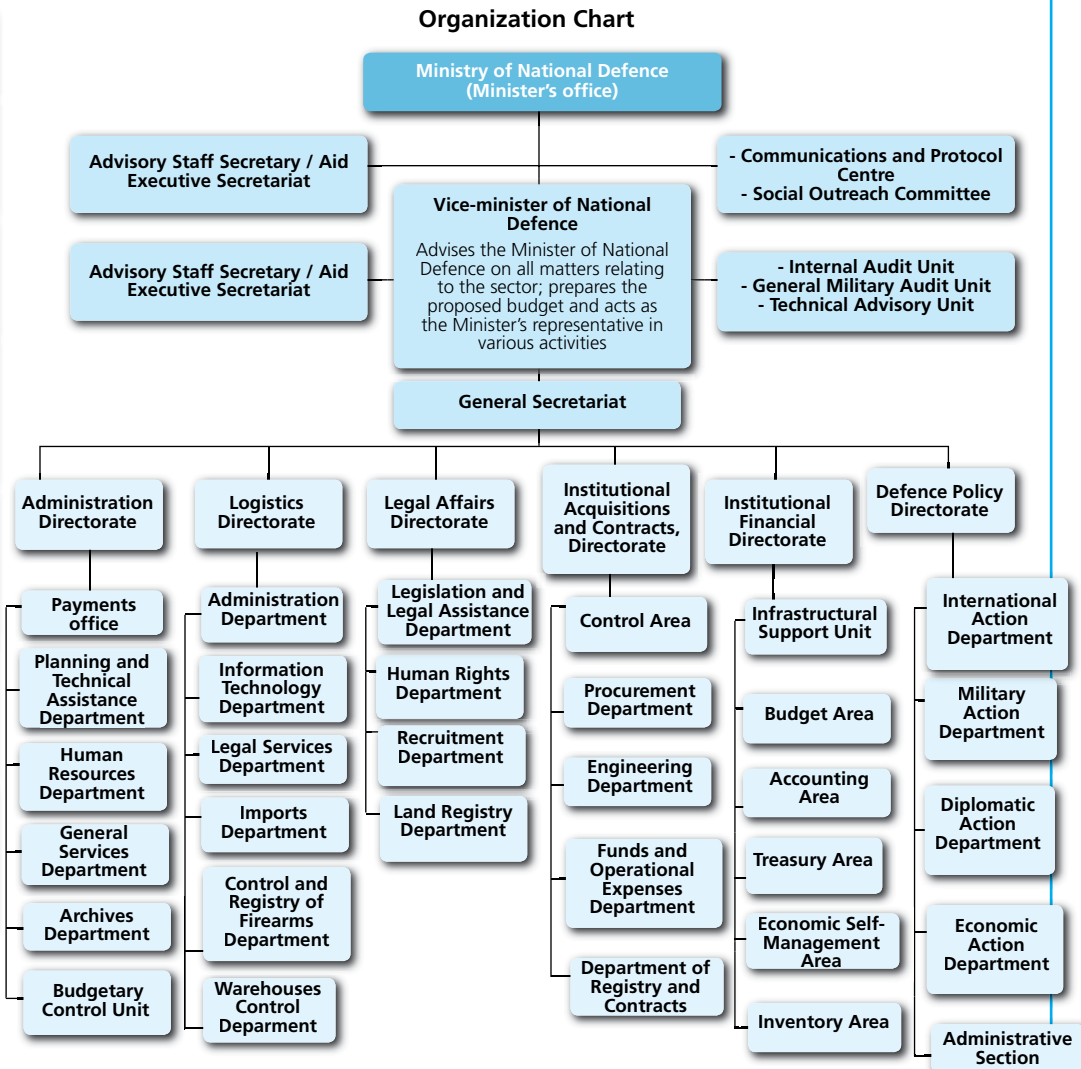 Organization Chart
Ministry of National Defence
(Minister's office)
Advisory Staff Secretary / Aid
Executive Secretariat
- Communications and Protocol
Centre
- Social Outreach Committee
Vice-minister of National
Defence
Advises the Minister of National
Defence on all matters relating
to the sector; prepares the
proposed budget and acts as
the Minister's representative in
various activities
Advisory Staff Secretary / Aid
Executive Secretariat
- Internal Audit Unit
- General Military Audit Unit
- Technical Advisory Unit
General Secretariat
Administration
Directorate
Payments
office
Planning and
Technical
Assistance
Department
Human
Resources
Department
General
Services
Department
Archives
Department
Budgetary
Control Unit
Logistics
Directorate
Administration
Department
Information
Technology
Department
Legal Services
Department
Imports
Department
Control and
Registry of
Firearms
Department
Warehouses
Control
Deparment
Legal Affairs
Directorate
Legislation and
Legal Assistance
Department
Human Rights
Department
Recruitment
Department
Land Registry
Department
Institutional
Acquisitions
and Contracts,
Directorate
Control Area
Procurement
Department
Engineering
Department
Funds and
Operational
Expenses
Department
Department of
Registry and
Contracts
Institutional
Financial
Directorate
Infrastructural
Support Unit
Budget Area
Accounting
Area
Treasury Area
Economic Self-
Management
Area
Inventory Area
Defence Policy
Directorate
International
Action
Department
Military
Action
Department
Diplomatic
Action
Department
Economic
Action
Department
Administrative
Section